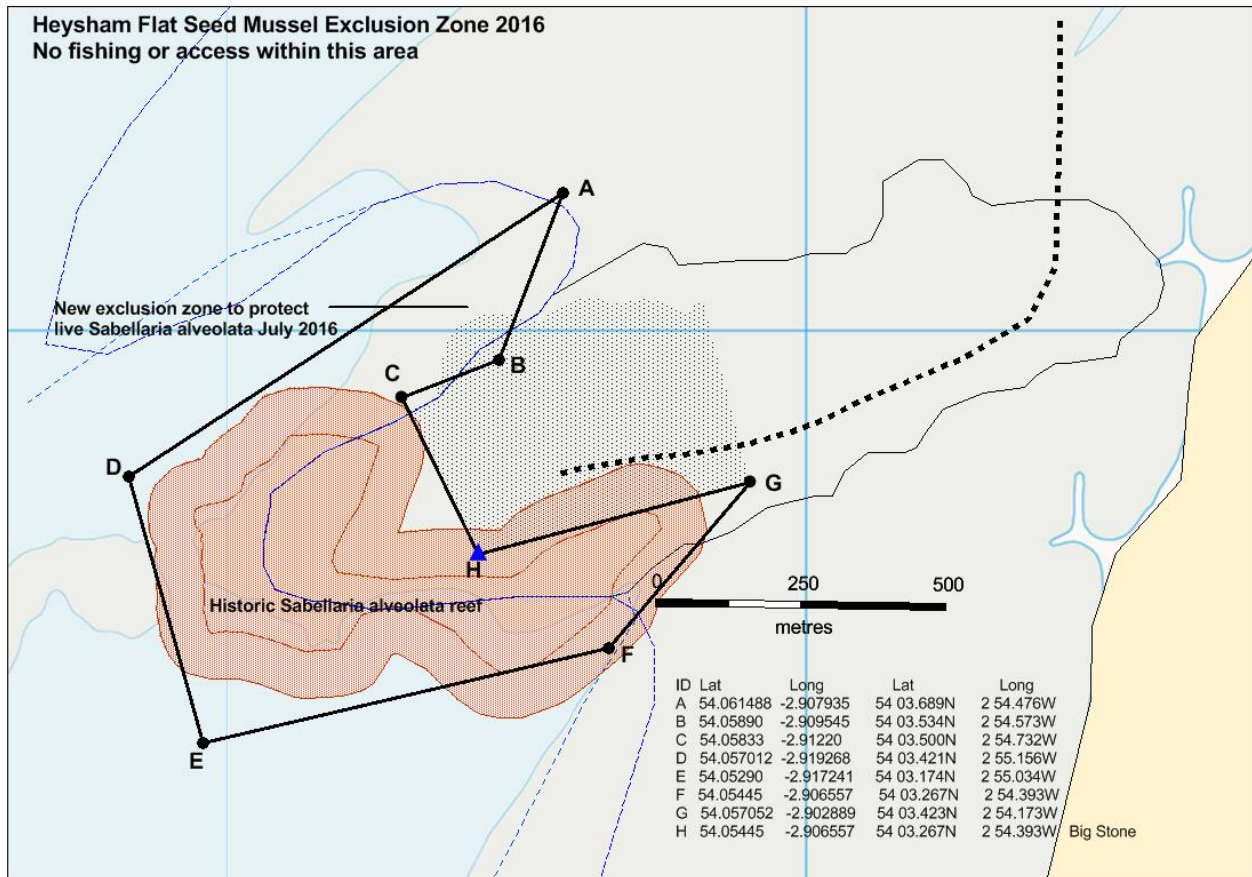 Heysham Flat Seed Mussel Exclusion Zone 2016
No fishing or access within this area
A
New exclusion zone to protect
live Sabellaria alveolata July 2016
B
C
D
G
H
0 250 500
metres
Historic Sabellaria alveolata reef
F
E
ID Lat Long Lat Long
A 54.061488 -2.907935 54 03.689N 2 54.476W
B 54.05890 -2.909545 54 03.534N 2 54.573W
C 54.05833 -2.91220 54 03.500N 2 54.732W
D 54.057012 -2.919268 54 03.421N 2 55.156W
E 54.05290 -2.917241 54 03.174N 2 55.034W
F 54.05445 -2.906557 54 03.267N 2 54.393W
G 54.057052 -2.902889 54 03.423N 2 54.173W
H 54.05445 -2.906557 54 03.267N 2 54.393W Big Stone